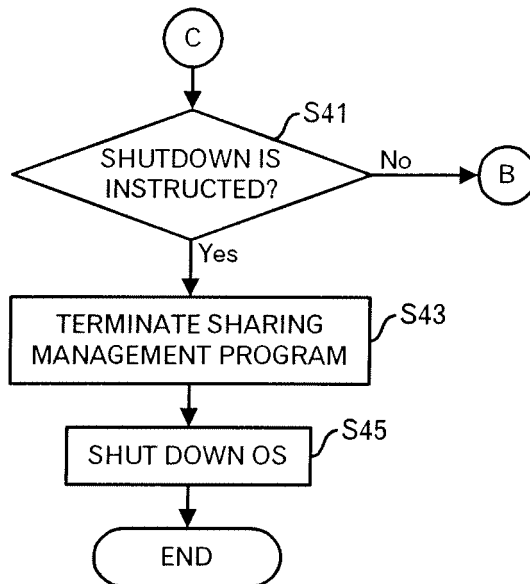 C
S41
SHUTDOWN IS
INSTRUCTED?
No
B
Yes
TERMINATE SHARING
MANAGEMENT PROGRAM
S43
SHUT DOWN OS
S45
END